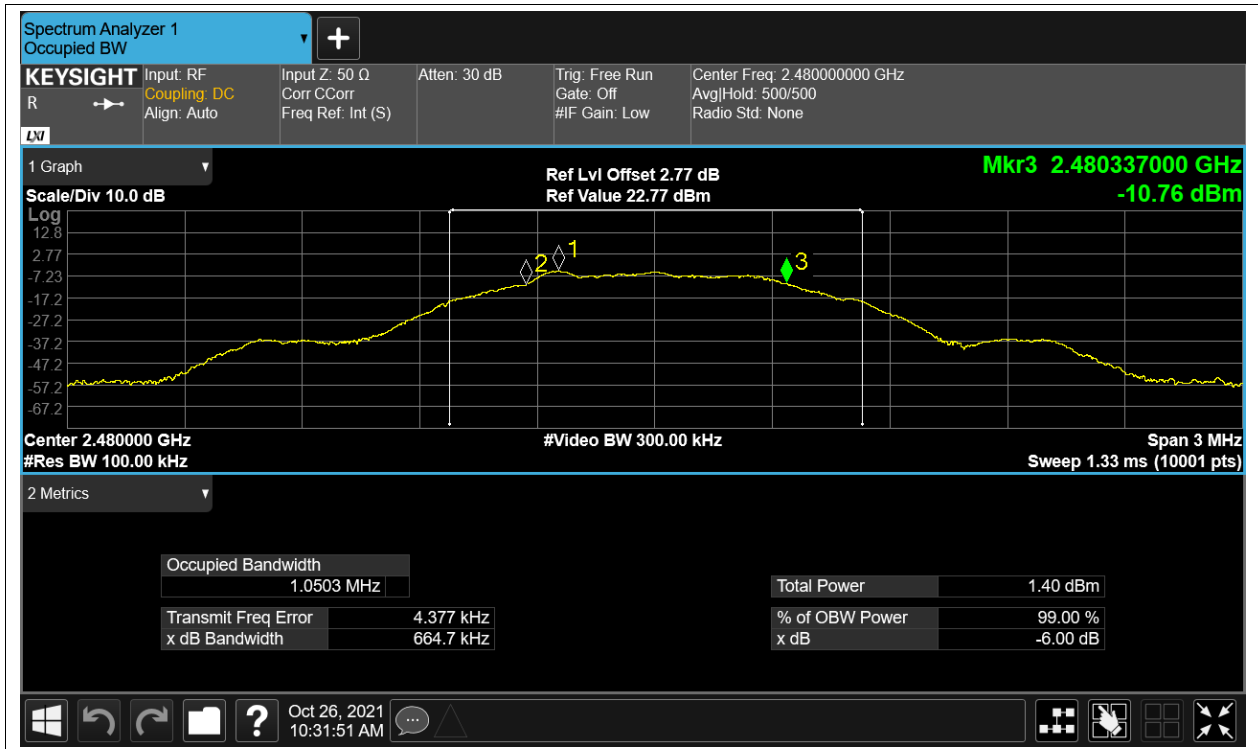 Spectrum Analyzer 1
Occupied BW
KEYSIGHT
R
LXI
Input: RF
Coupling: DC
Align: Auto
Input Z: 50 Ω
Corr CCorr
Freq Ref: Int (S)
Atten: 30 dB
Trig: Free Run
Gate: Off
#IF Gain: Low
Center Freq: 2.480000000 GHz
Avg|Hold: 500/500
Radio Std: None
1 Graph
Scale/Div 10.0 dB
Ref Lvl Offset 2.77 dB
Ref Value 22.77 dBm
Mkr3 2.480337000 GHz
-10.76 dBm
Log
12.8
2.77
-7.23
-17.2
-27.2
-37.2
-47.2
-57.2
-67.2
2
1
3
Center 2.480000 GHz
#Res BW 100.00 kHz
#Video BW 300.00 kHz
Span 3 MHz
Sweep 1.33 ms (10001 pts)
2 Metrics
Occupied Bandwidth
1.0503 MHz
Transmit Freq Error 4.377 kHz
x dB Bandwidth 664.7 kHz
Total Power 1.40 dBm
% of OBW Power 99.00 %
x dB -6.00 dB
?
Oct 26, 2021
10:31:51 AM